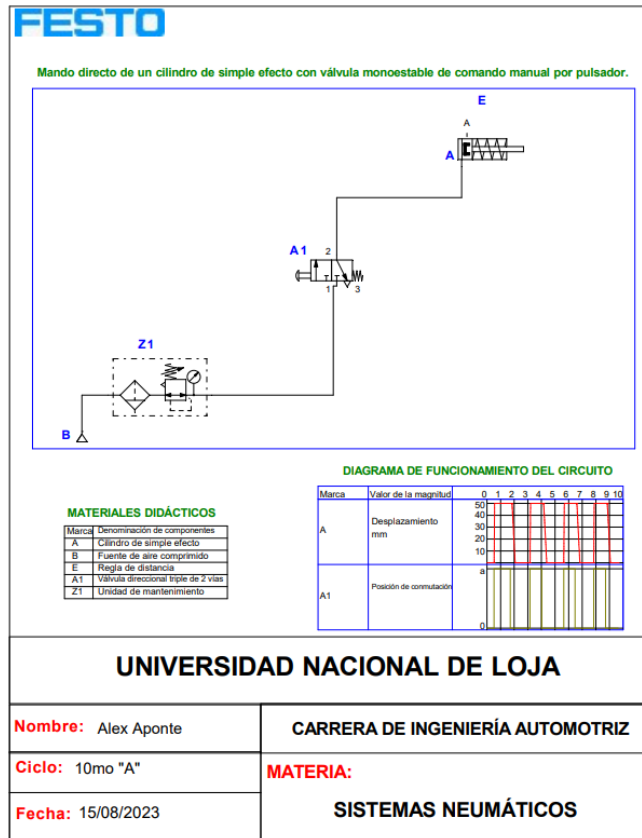 FESTO
Mando directo de un cilindro de simple efecto con válvula monoestable de comando manual por pulsador.
E
A
A
A1
2
1
3
Z1
B
DIAGRAMA DE FUNCIONAMIENTO DEL CIRCUITO
Marca Valor de la magnitud 0 1 2 3 4 5 6 7 8 9 10
A Desplazamiento mm 50 40 30 20 10
A1 Posición de conmutación a 0
MATERIALES DIDÁCTICOS
Marca Denominación de componentes
A Cilindro de simple efecto
B Fuente de aire comprimido
E Regla de distancia
A1 Válvula direccional triple de 2 vías
Z1 Unidad de mantenimiento
UNIVERSIDAD NACIONAL DE LOJA
Nombre: Alex Aponte
CARRERA DE INGENIERÍA AUTOMOTRIZ
Ciclo: 10mo "A"
MATERIA:
Fecha: 15/08/2023
SISTEMAS NEUMÁTICOS